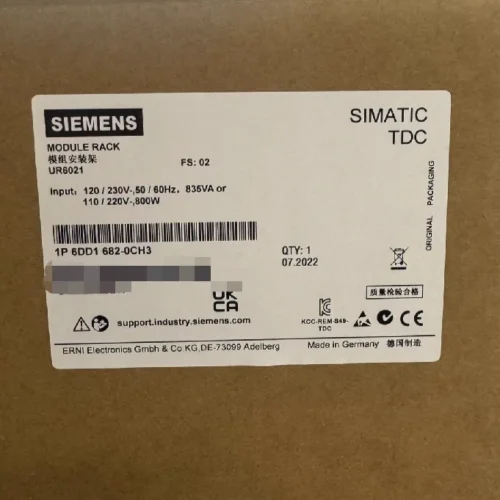 SIEMENS
SIMATIC
TDC
MODULE RACK
模组安装架
UR6021
FS: 02
Input: 120 / 230V~,50 / 60Hz, 835VA or
110 / 220V-,800W
ORIGINAL PACKAGING
1P 6DD1 682-0CH3
QTY: 1
07.2022
UK
CA
质量检验合格
support.industry.siemens.com
KCC-REM-S49-
TDC
CE
ERNI Electronics GmbH & Co.KG,DE-73099 Adelberg
Made in Germany 德国制造